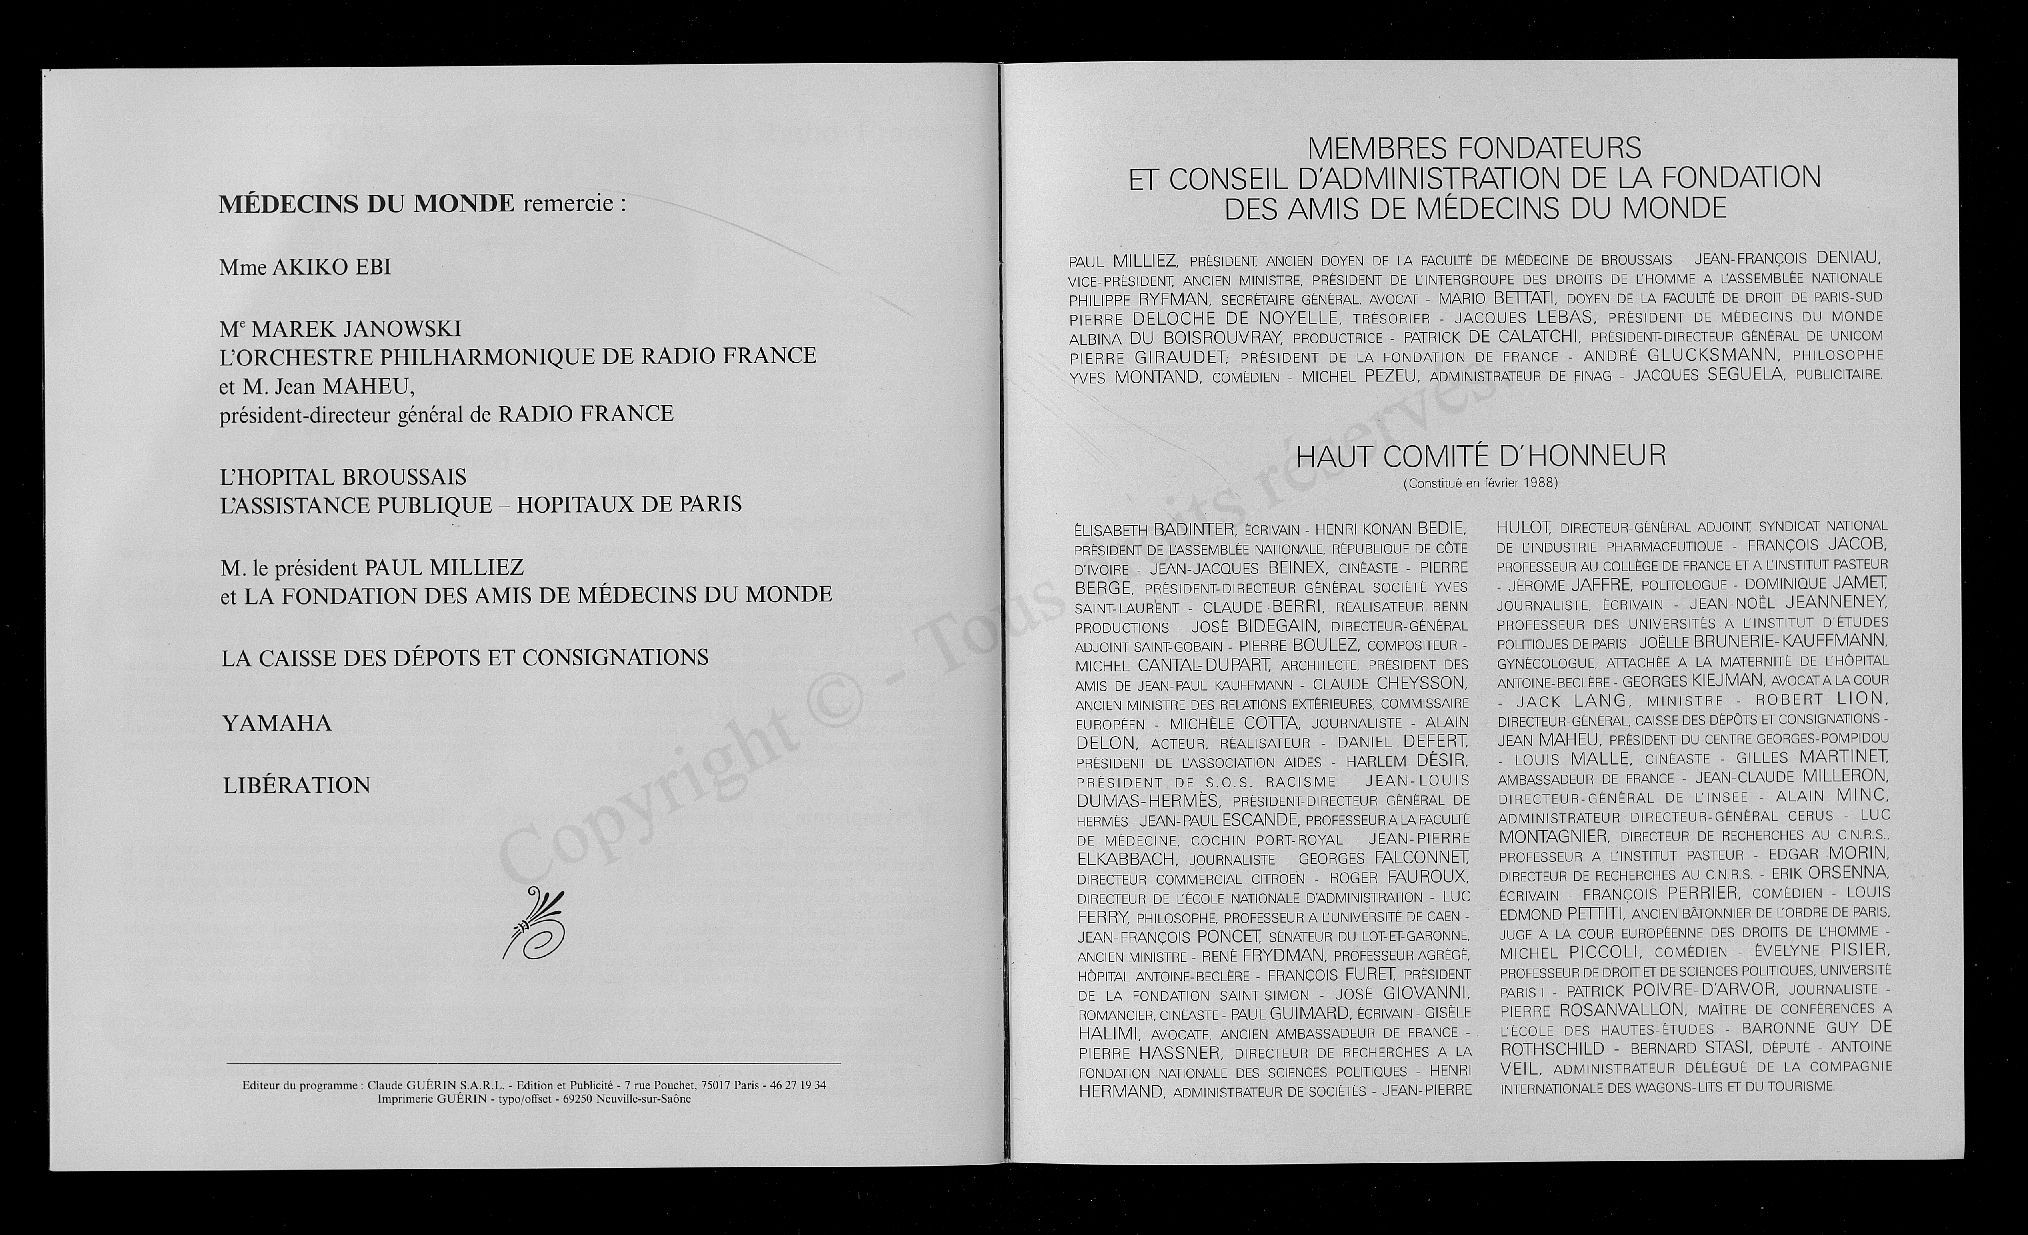 MÉDECINS DU MONDE remercie :
Mme AKIKO EBI
Me MAREK JANOWSKI
L'ORCHESTRE PHILHARMONIQUE DE RADIO FRANCE
et M. Jean MAHEU,
président-directeur général de RADIO FRANCE
L'HOPITAL BROUSSAIS
L'ASSISTANCE PUBLIQUE – HOPITAUX DE PARIS
M. le président PAUL MILLIEZ
et LA FONDATION DES AMIS DE MÉDECINS DU MONDE
LA CAISSE DES DÉPOTS ET CONSIGNATIONS
YAMAHA
LIBÉRATION
Editeur du programme : Claude GUÉRIN S.A.R.L. - Edition et Publicité - 7 rue Pouchet, 75017 Paris - 46 27 19 34
Imprimerie GUÉRIN - typo/offset - 69250 Neuville-sur-Saône
MEMBRES FONDATEURS
ET CONSEIL D'ADMINISTRATION DE LA FONDATION
DES AMIS DE MÉDECINS DU MONDE
PAUL MILLIEZ, PRÉSIDENT, ANCIEN DOYEN DE LA FACULTÉ DE MÉDECINE DE BROUSSAIS JEAN-FRANÇOIS DENIAU,
VICE-PRÉSIDENT, ANCIEN MINISTRE, PRÉSIDENT DE L'INTERGROUPE DES DROITS DE L'HOMME A L'ASSEMBLÉE NATIONALE
PHILIPPE RYFMAN, SECRÉTAIRE GÉNÉRAL, AVOCAT - MARIO BETTATI, DOYEN DE LA FACULTÉ DE DROIT DE PARIS-SUD
PIERRE DELOCHE DE NOYELLE, TRÉSORIER - JACQUES LEBAS, PRÉSIDENT DE MÉDECINS DU MONDE
ALBINA DU BOISROUVRAY, PRODUCTRICE - PATRICK DE CALATCHI, PRÉSIDENT-DIRECTEUR GÉNÉRAL DE UNICOM
PIERRE GIRAUDET, PRÉSIDENT DE LA FONDATION DE FRANCE - ANDRÉ GLUCKSMANN, PHILOSOPHE
YVES MONTAND, COMÉDIEN - MICHEL PEZEU, ADMINISTRATEUR DE FINAG - JACQUES SEGUELA, PUBLICITAIRE.
HAUT COMITÉ D'HONNEUR
(Constitué en février 1988)
ÉLISABETH BADINTER, ÉCRIVAIN - HENRI KONAN BEDIE,
PRÉSIDENT DE L'ASSEMBLÉE NATIONALE, RÉPUBLIQUE DE CÔTE
D'IVOIRE - JEAN-JACQUES BEINEX, CINÉASTE - PIERRE
BERGÉ, PRÉSIDENT-DIRECTEUR GÉNÉRAL SOCIÉTÉ YVES
SAINT-LAURENT - CLAUDE BERRI, RÉALISATEUR RENN
PRODUCTIONS JOSÉ BIDEGAIN, DIRECTEUR-GÉNÉRAL
ADJOINT SAINT-GOBAIN - PIERRE BOULEZ, COMPOSITEUR -
MICHEL CANTAL-DUPART, ARCHITECTE, PRÉSIDENT DES
AMIS DE JEAN-PAUL KAUFFMANN - CLAUDE CHEYSSON,
ANCIEN MINISTRE DES RELATIONS EXTÉRIEURES, COMMISSAIRE
EUROPÉEN - MICHÈLE COTTA, JOURNALISTE - ALAIN
DELON, ACTEUR, RÉALISATEUR - DANIEL DEFERT,
PRÉSIDENT DE L'ASSOCIATION AIDES - HARLEM DÉSIR,
PRÉSIDENT DE S.O.S. RACISME JEAN-LOUIS
DUMAS-HERMÈS, PRÉSIDENT-DIRECTEUR GÉNÉRAL DE
HERMÈS JEAN-PAUL ESCANDE, PROFESSEUR A LA FACULTÉ
DE MÉDECINE, COCHIN PORT-ROYAL JEAN-PIERRE
ELKABBACH, JOURNALISTE GEORGES FALCONNET,
DIRECTEUR COMMERCIAL CITROEN - ROGER FAUROUX,
DIRECTEUR DE L'ÉCOLE NATIONALE D'ADMINISTRATION - LUC
FERRY, PHILOSOPHE, PROFESSEUR A L'UNIVERSITÉ DE CAEN -
JEAN-FRANÇOIS PONCET, SÉNATEUR DU LOT-ET-GARONNE,
ANCIEN MINISTRE - RENÉ FRYDMAN, PROFESSEUR AGRÉGÉ,
HÔPITAL ANTOINE-BECLÈRE - FRANÇOIS FURET, PRÉSIDENT
DE LA FONDATION SAINT-SIMON - JOSÉ GIOVANNI,
ROMANCIER, CINÉASTE - PAUL GUIMARD, ÉCRIVAIN - GISÈLE
HALIMI, AVOCATE, ANCIEN AMBASSADEUR DE FRANCE -
PIERRE HASSNER, DIRECTEUR DE RECHERCHES A LA
FONDATION NATIONALE DES SCIENCES POLITIQUES - HENRI
HERMAND, ADMINISTRATEUR DE SOCIÉTÉS - JEAN-PIERRE
HULOT, DIRECTEUR-GÉNÉRAL ADJOINT, SYNDICAT NATIONAL
DE L'INDUSTRIE PHARMACEUTIQUE - FRANÇOIS JACOB,
PROFESSEUR AU COLLÈGE DE FRANCE ET A L'INSTITUT PASTEUR
- JÉROME JAFFRE, POLITOLOGUE - DOMINIQUE JAMET,
JOURNALISTE, ÉCRIVAIN - JEAN-NOËL JEANNENEY,
PROFESSEUR DES UNIVERSITÉS A L'INSTITUT D'ÉTUDES
POLITIQUES DE PARIS JOËLLE BRUNERIE-KAUFFMANN,
GYNÉCOLOGUE, ATTACHÉE A LA MATERNITÉ DE L'HÔPITAL
ANTOINE-BECLÈRE - GEORGES KIEJMAN, AVOCAT A LA COUR
- JACK LANG, MINISTRE - ROBERT LION,
DIRECTEUR GÉNÉRAL, CAISSE DES DÉPÔTS ET CONSIGNATIONS -
JEAN MAHEU, PRÉSIDENT DU CENTRE GEORGES-POMPIDOU
- LOUIS MALLE, CINÉASTE - GILLES MARTINET,
AMBASSADEUR DE FRANCE - JEAN-CLAUDE MILLERON,
DIRECTEUR-GÉNÉRAL DE L'INSEE - ALAIN MINC,
ADMINISTRATEUR DIRECTEUR-GÉNÉRAL CERUS - LUC
MONTAGNIER, DIRECTEUR DE RECHERCHES AU C.N.R.S.,
PROFESSEUR A L'INSTITUT PASTEUR - EDGAR MORIN,
DIRECTEUR DE RECHERCHES AU C.N.R.S. - ERIK ORSENNA,
ÉCRIVAIN FRANÇOIS PERRIER, COMÉDIEN - LOUIS
EDMOND PETTITI, ANCIEN BÂTONNIER DE L'ORDRE DE PARIS,
JUGE A LA COUR EUROPÉENNE DES DROITS DE L'HOMME -
MICHEL PICCOLI, COMÉDIEN - ÉVELYNE PISIER,
PROFESSEUR DE DROIT ET DE SCIENCES POLITIQUES, UNIVERSITÉ
PARIS I - PATRICK POIVRE-D'ARVOR, JOURNALISTE -
PIERRE ROSANVALLON, MAÎTRE DE CONFÉRENCES A
L'ÉCOLE DES HAUTES-ÉTUDES - BARONNE GUY DE
ROTHSCHILD - BERNARD STASI, DÉPUTÉ - ANTOINE
VEIL, ADMINISTRATEUR DÉLÉGUÉ DE LA COMPAGNIE
INTERNATIONALE DES WAGONS-LITS ET DU TOURISME.
Copyright © - Tous droits réservés.